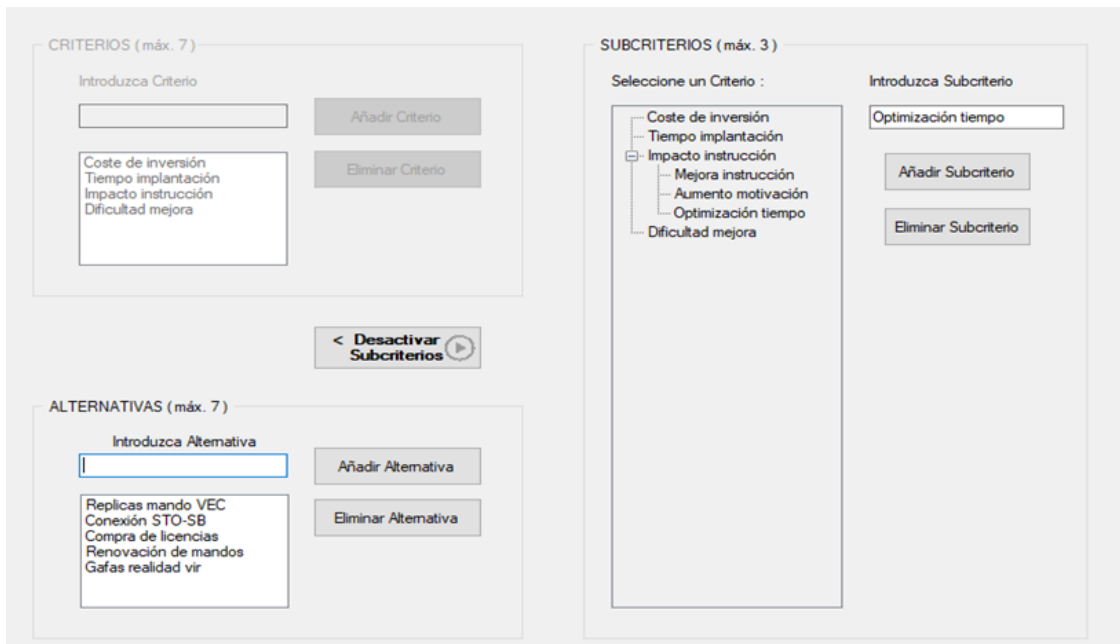 CRITERIOS (máx. 7)
Introduzca Criterio
Añadir Criterio
Eliminar Criterio
Coste de inversión
Tiempo implantación
Impacto instrucción
Dificultad mejora
< Desactivar
Subcriterios
ALTERNATIVAS (máx. 7)
Introduzca Alternativa
Añadir Alternativa
Eliminar Alternativa
Replicas mando VEC
Conexión STO-SB
Compra de licencias
Renovación de mandos
Gafas realidad vir
SUBCRITERIOS (máx. 3)
Seleccione un Criterio :
Coste de inversión
Tiempo implantación
Impacto instrucción
Mejora instrucción
Aumento motivación
Optimización tiempo
Dificultad mejora
Introduzca Subcriterio
Optimización tiempo
Añadir Subcriterio
Eliminar Subcriterio